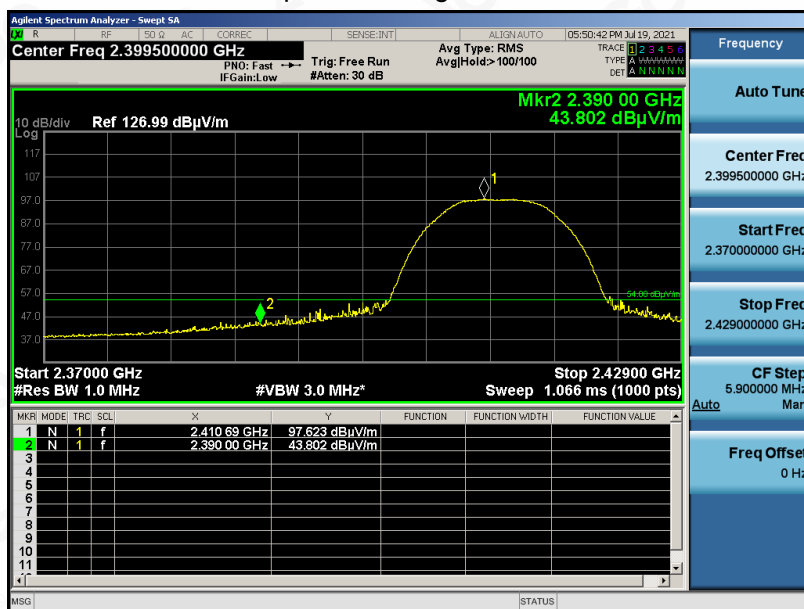 Agilent Spectrum Analyzer - Swept SA
LXI R RF 50 Ω AC CORREC SENSE:INT ALIGN AUTO 05:50:42 PM Jul 19, 2021
Center Freq 2.399500000 GHz
PNO: Fast
IFGain:Low
Trig: Free Run
#Atten: 30 dB
Avg Type: RMS
Avg|Hold:>100/100
TRACE 1 2 3 4 5 6
TYPE A WWWWW
DET A N N N N N
Mkr2 2.390 00 GHz
43.802 dBµV/m
10 dB/div Ref 126.99 dBµV/m
Log
117
107
97.0
87.0
77.0
67.0
57.0
47.0
37.0
1
2
54.00 dBµV/m
Start 2.37000 GHz Stop 2.42900 GHz
#Res BW 1.0 MHz #VBW 3.0 MHz* Sweep 1.066 ms (1000 pts)
MKR MODE TRC SCL X Y FUNCTION FUNCTION WIDTH FUNCTION VALUE
1 N 1 f 2.410 69 GHz 97.623 dBµV/m
2 N 1 f 2.390 00 GHz 43.802 dBµV/m
3
4
5
6
7
8
9
10
11
MSG STATUS
Frequency
Auto Tune
Center Freq
2.399500000 GHz
Start Freq
2.370000000 GHz
Stop Freq
2.429000000 GHz
CF Step
5.900000 MHz
Auto Man
Freq Offset
0 Hz